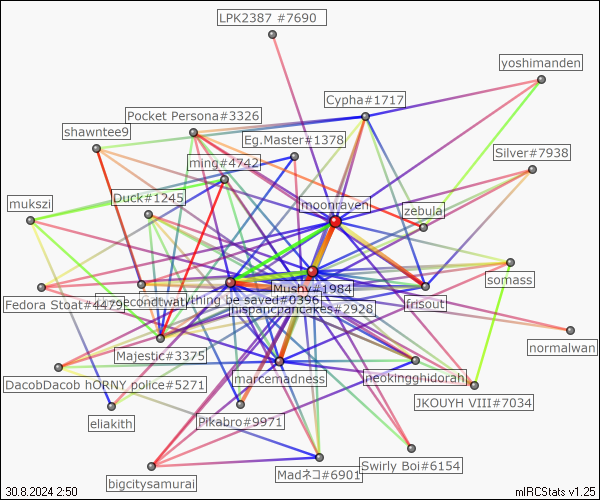 LPK2387 #7690
yoshimanden
Cypha#1717
Pocket Persona#3326
shawntee9
Eg.Master#1378
Silver#7938
ming#4742
Duck#1245
mukszi
moonraven
zebula
somass
Mushy#1984
Fedora Stoat#4479
secondtwat
ything be saved#0396
frisout
hispanicpancakes#2928
normalwan
Majestic#3375
marcemadness
neokingghidorah
DacobDacob hORNY police#5271
JKOUYH VIII#7034
eliakith
Pikabro#9971
Swirly Boi#6154
Madネコ#6901
bigcitysamurai
30.8.2024 2:50
mIRCStats v1.25